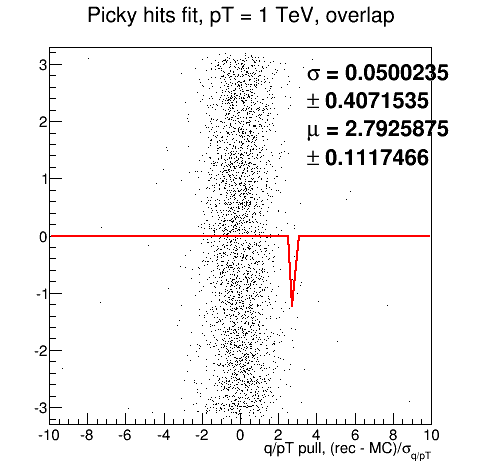 Picky hits fit, pT = 1 TeV, overlap
σ = 0.0500235
± 0.4071535
μ = 2.7925875
± 0.1117466
3
2
1
0
-1
-2
-3
-10 -8 -6 -4 -2 0 2 4 6 8 10
q/pT pull, (rec - MC)/σq/pT